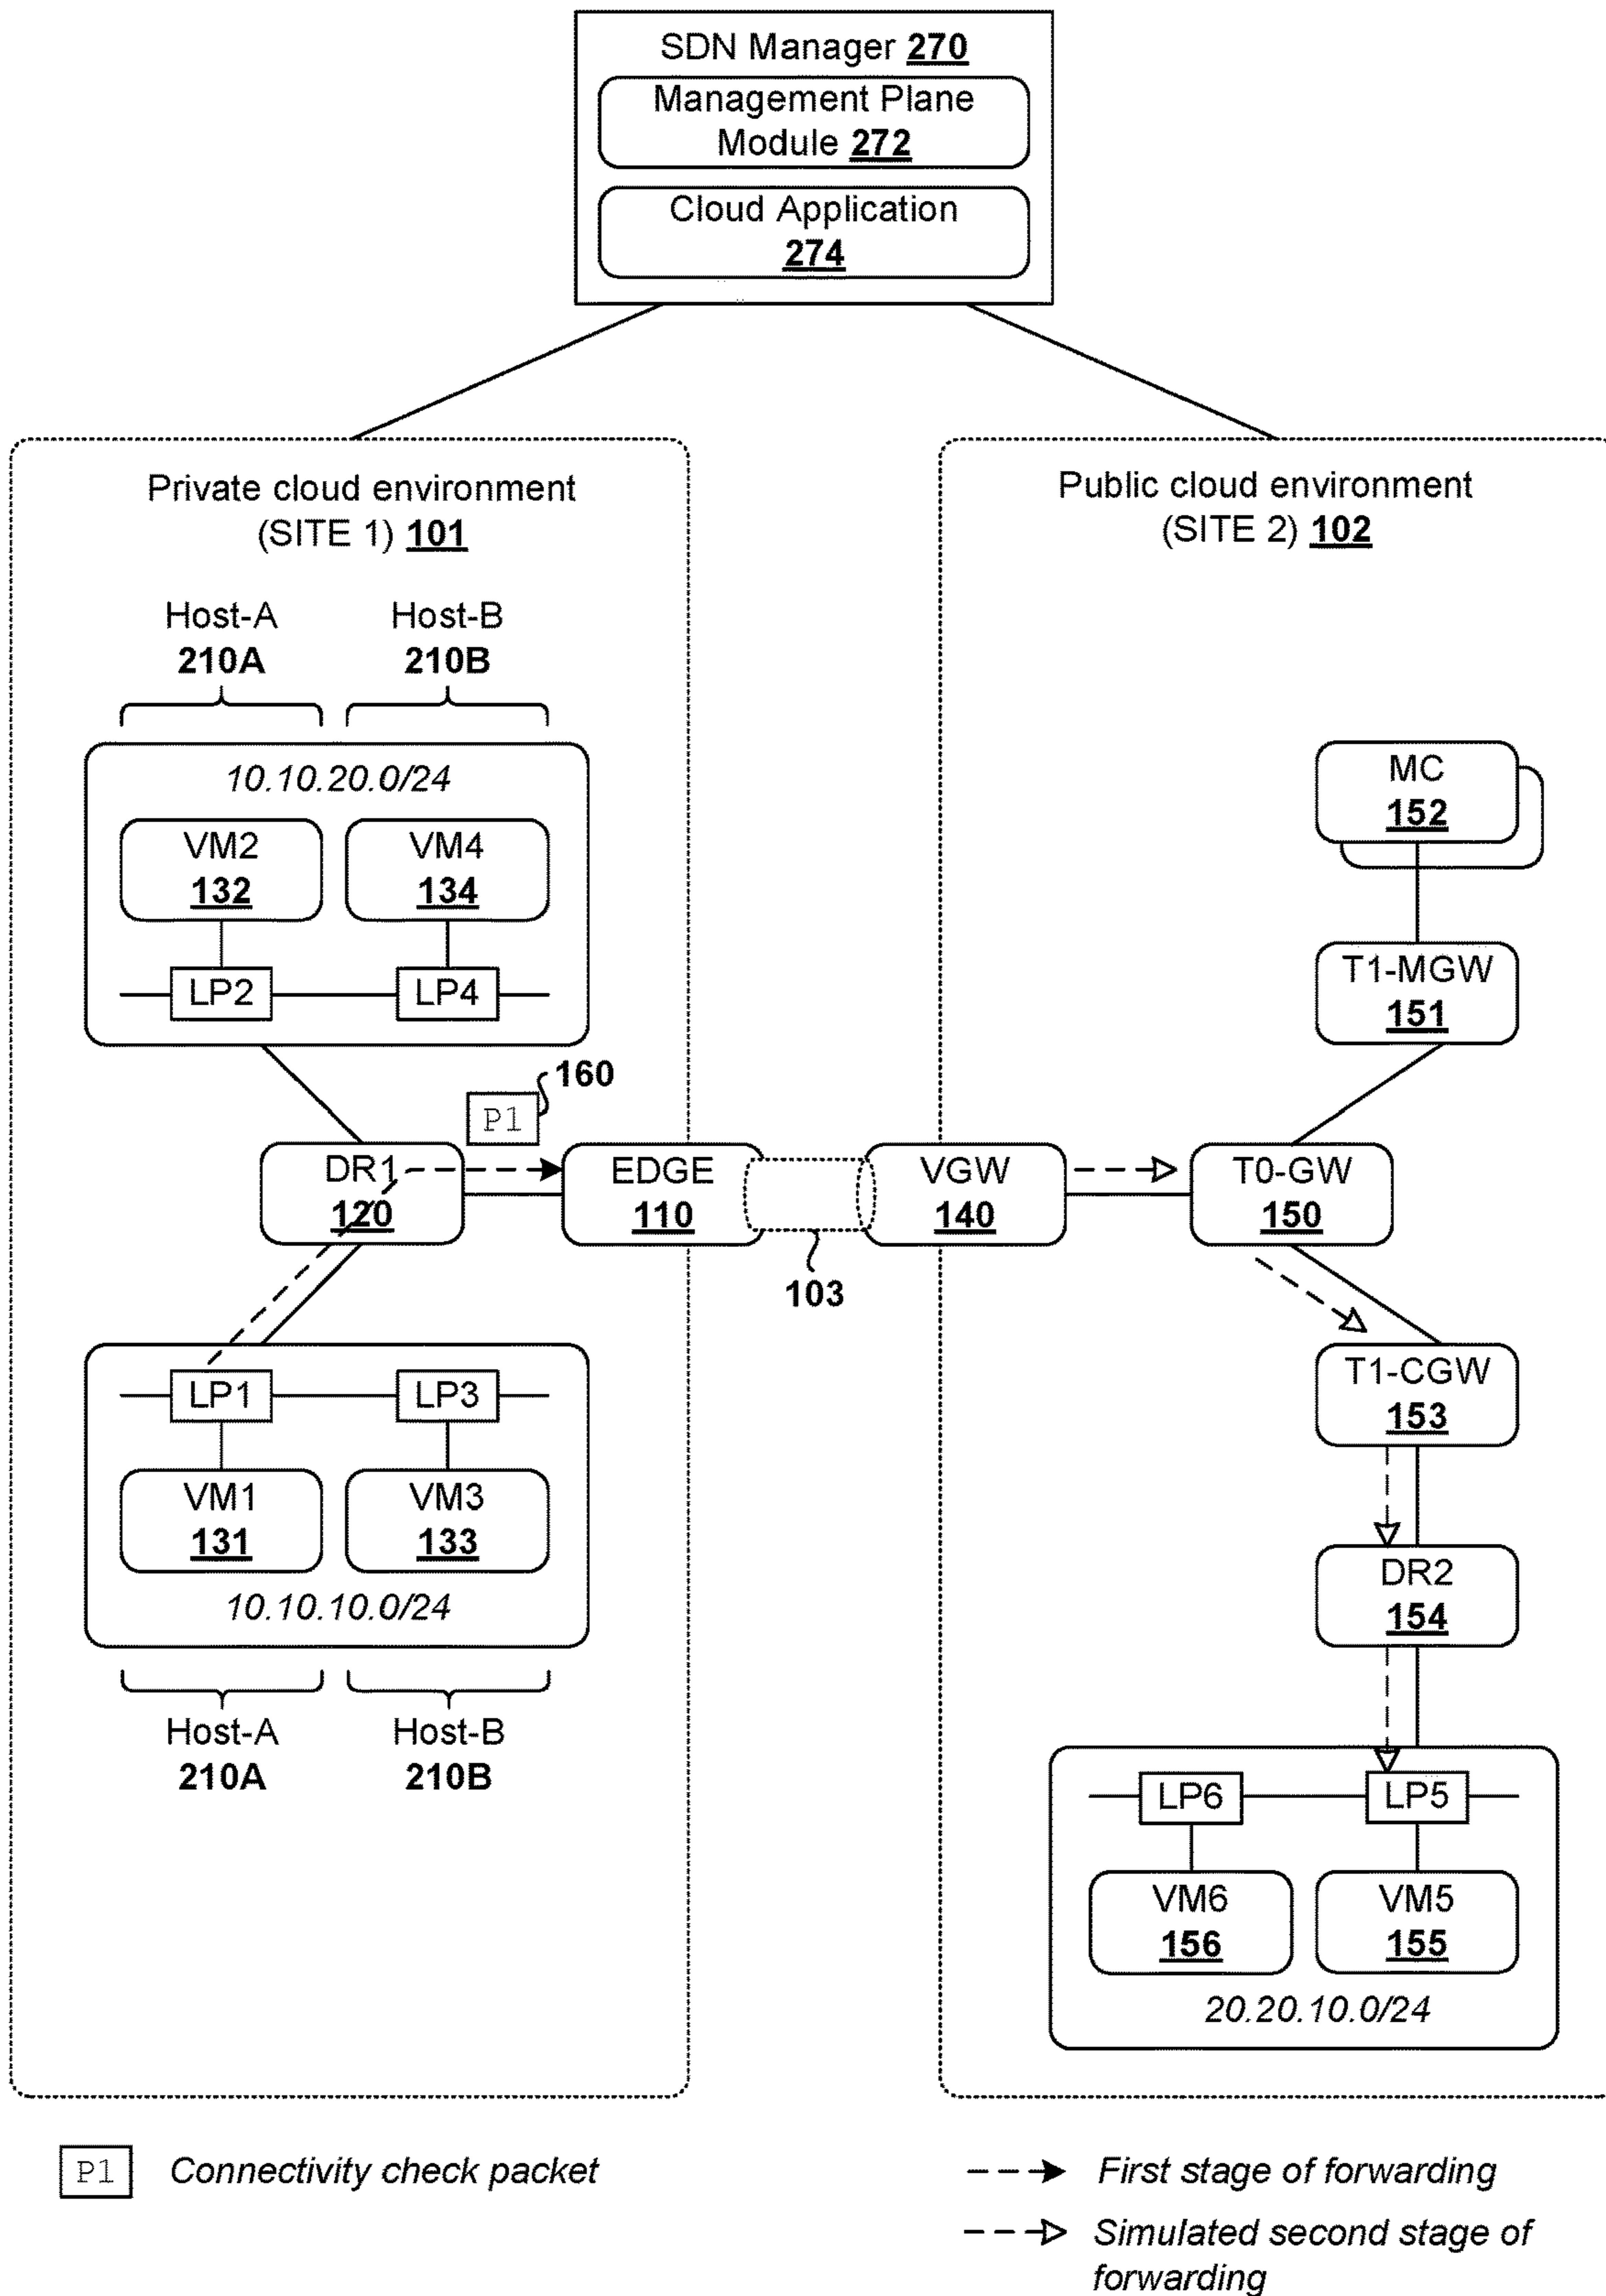 SDN Manager 270
Management Plane
Module 272
Cloud Application
274
Private cloud environment
(SITE 1) 101
Host-A
210A
Host-B
210B
10.10.20.0/24
VM2
132
VM4
134
LP2
LP4
160
P1
DR1
120
EDGE
110
103
LP1
LP3
VM1
131
VM3
133
10.10.10.0/24
Host-A
210A
Host-B
210B
Public cloud environment
(SITE 2) 102
MC
152
T1-MGW
151
VGW
140
T0-GW
150
T1-CGW
153
DR2
154
LP6
LP5
VM6
156
VM5
155
20.20.10.0/24
P1
Connectivity check packet
First stage of forwarding
Simulated second stage of
forwarding